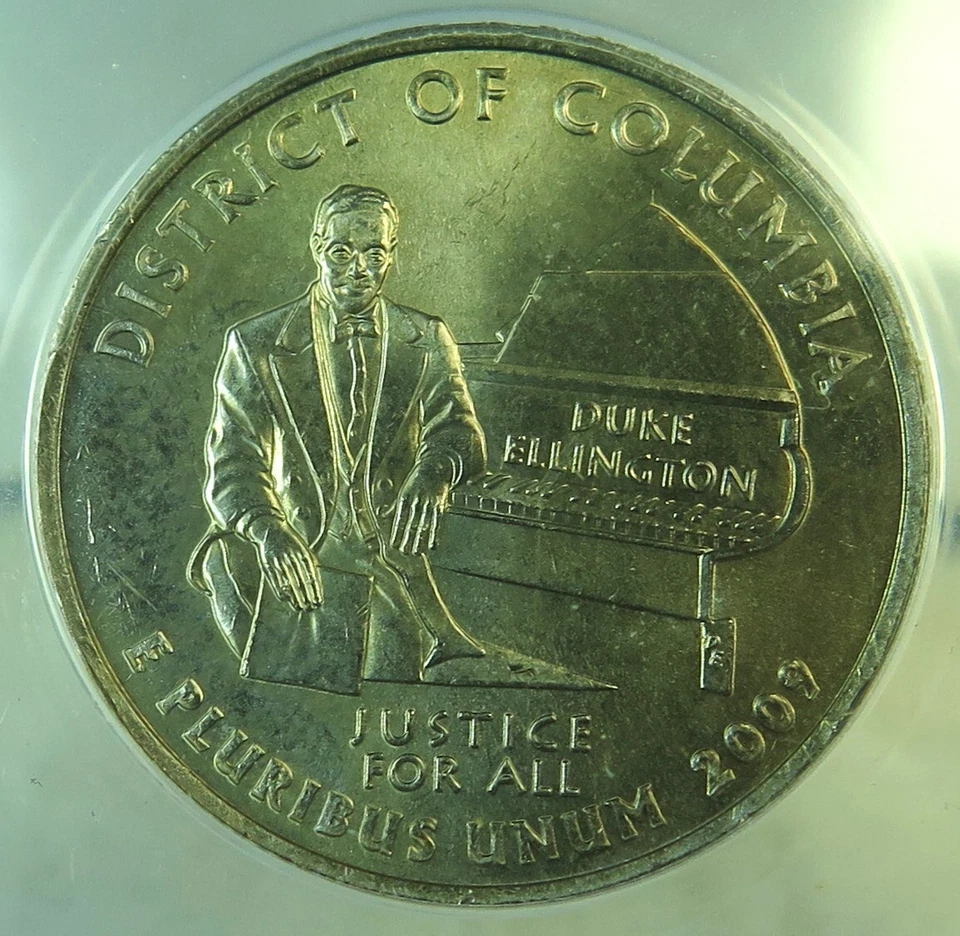 DISTRICT OF COLUMBIA
DUKE
ELLINGTON
JUSTICE
FOR ALL
E PLURIBUS UNUM 2009